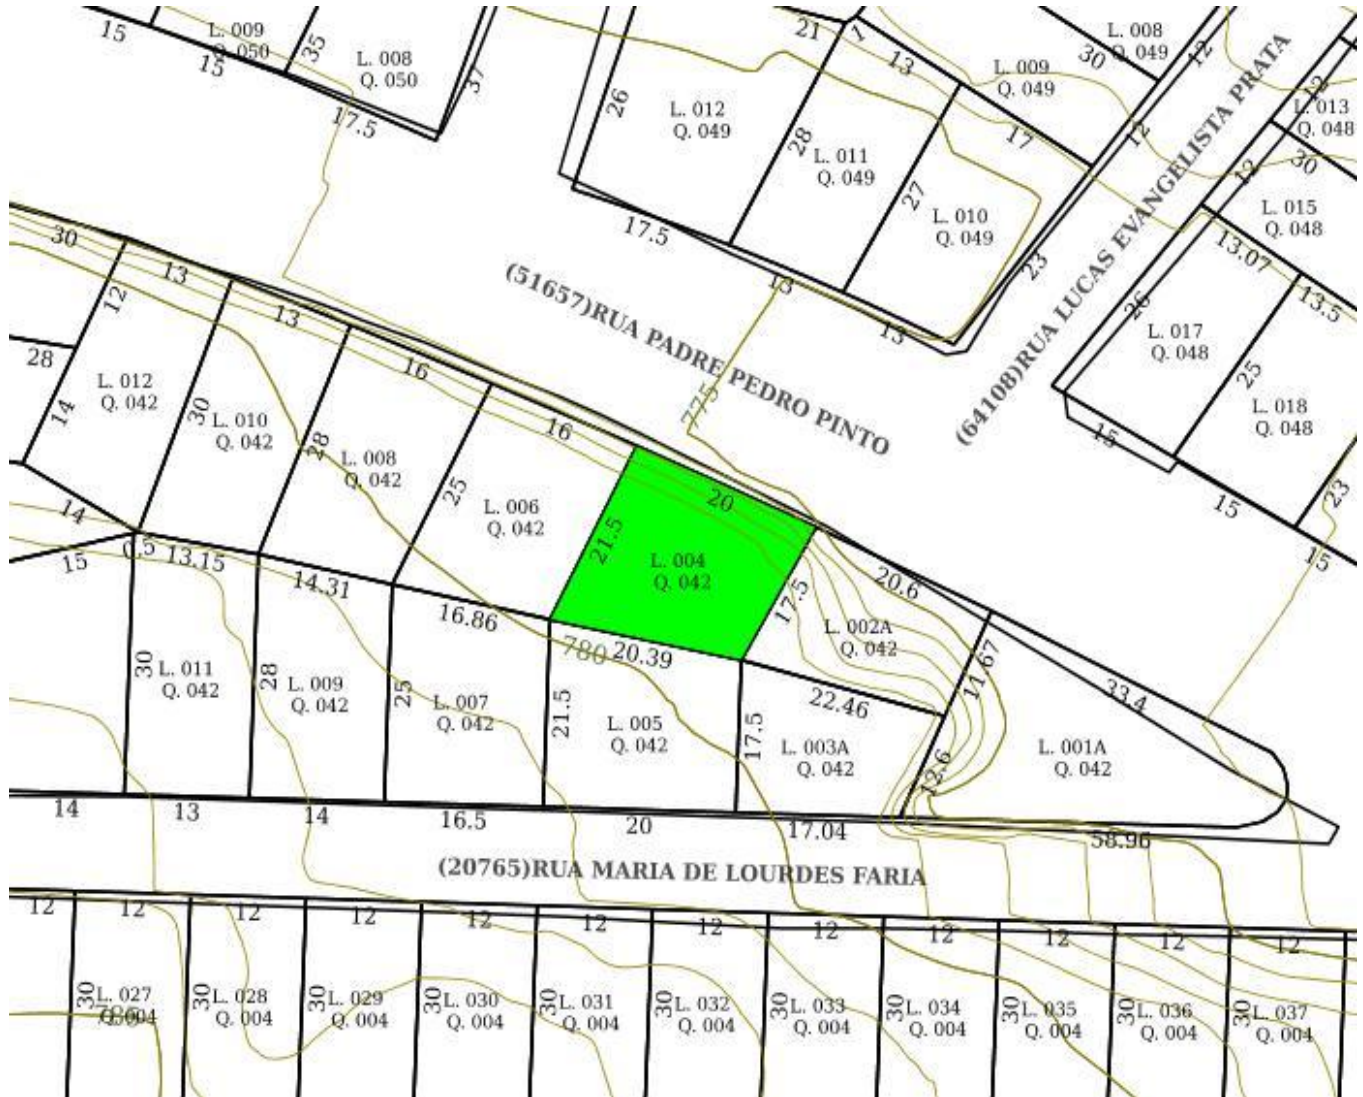 15
L. 009
Q. 050
15
35
L. 008
Q. 050
37
17.5
21
1
13
L. 009
Q. 049
30
L. 008
Q. 049
12
12
L. 013
Q. 048
26
L. 012
Q. 049
28
L. 011
Q. 049
27
L. 010
Q. 049
17
12
12
30
L. 015
Q. 048
17.5
13
13
23
(64108)RUA LUCAS EVANGELISTA PRATA
13.07
13.5
26
L. 017
Q. 048
25
L. 018
Q. 048
15
15
23
15
(51657)RUA PADRE PEDRO PINTO
775
30
13
12
13
16
16
20
28
L. 012
Q. 042
14
30
L. 010
Q. 042
28
L. 008
Q. 042
25
L. 006
Q. 042
21.5
L. 004
Q. 042
17.5
20.6
L. 002A
Q. 042
11.67
33.4
14
15
0.5
13.15
14.31
16.86
780
20.39
22.46
30
L. 011
Q. 042
28
L. 009
Q. 042
25
L. 007
Q. 042
21.5
L. 005
Q. 042
17.5
L. 003A
Q. 042
12.6
L. 001A
Q. 042
14
13
14
16.5
20
17.04
58.96
(20765)RUA MARIA DE LOURDES FARIA
12
12
12
12
12
12
12
12
12
12
12
12
30
L. 027
Q. 004
30
L. 028
Q. 004
30
L. 029
Q. 004
30
L. 030
Q. 004
30
L. 031
Q. 004
30
L. 032
Q. 004
30
L. 033
Q. 004
30
L. 034
Q. 004
30
L. 035
Q. 004
30
L. 036
Q. 004
30
L. 037
Q. 004